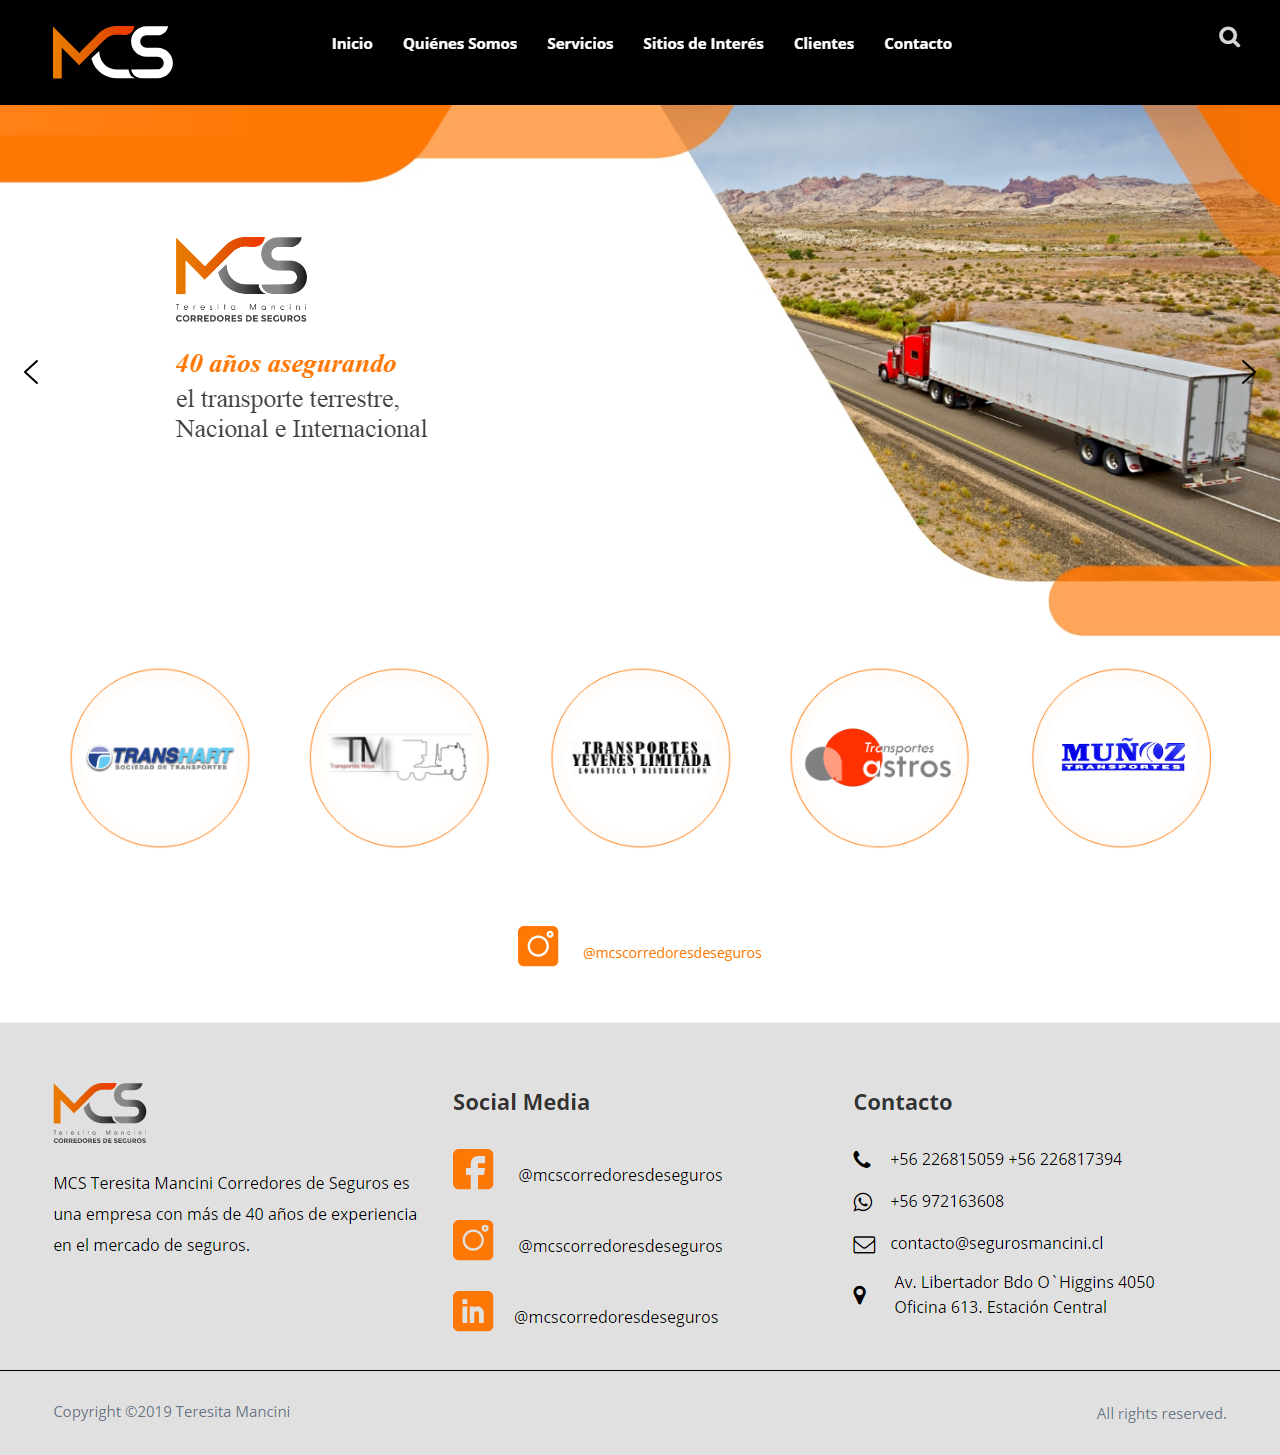 MCS
Inicio Quiénes Somos Servicios Sitios de Interés Clientes Contacto
MCS
Teresita Mancini
CORREDORES DE SEGUROS
40 años asegurando
el transporte terrestre,
Nacional e Internacional
TRANSHART
SOCIEDAD DE TRANSPORTES
TM
Transportes Moya
TRANSPORTES
YEVENES LIMITADA
LOGISTICA Y DISTRIBUCIÓN
Transportes
astros
MUÑOZ
TRANSPORTES
@mcscorredoresdeseguros
MCS
Teresita Mancini
CORREDORES DE SEGUROS
MCS Teresita Mancini Corredores de Seguros es
una empresa con más de 40 años de experiencia
en el mercado de seguros.
Social Media
@mcscorredoresdeseguros
@mcscorredoresdeseguros
@mcscorredoresdeseguros
Contacto
+56 226815059 +56 226817394
+56 972163608
contacto@segurosmancini.cl
Av. Libertador Bdo O`Higgins 4050
Oficina 613. Estación Central
Copyright ©2019 Teresita Mancini
All rights reserved.